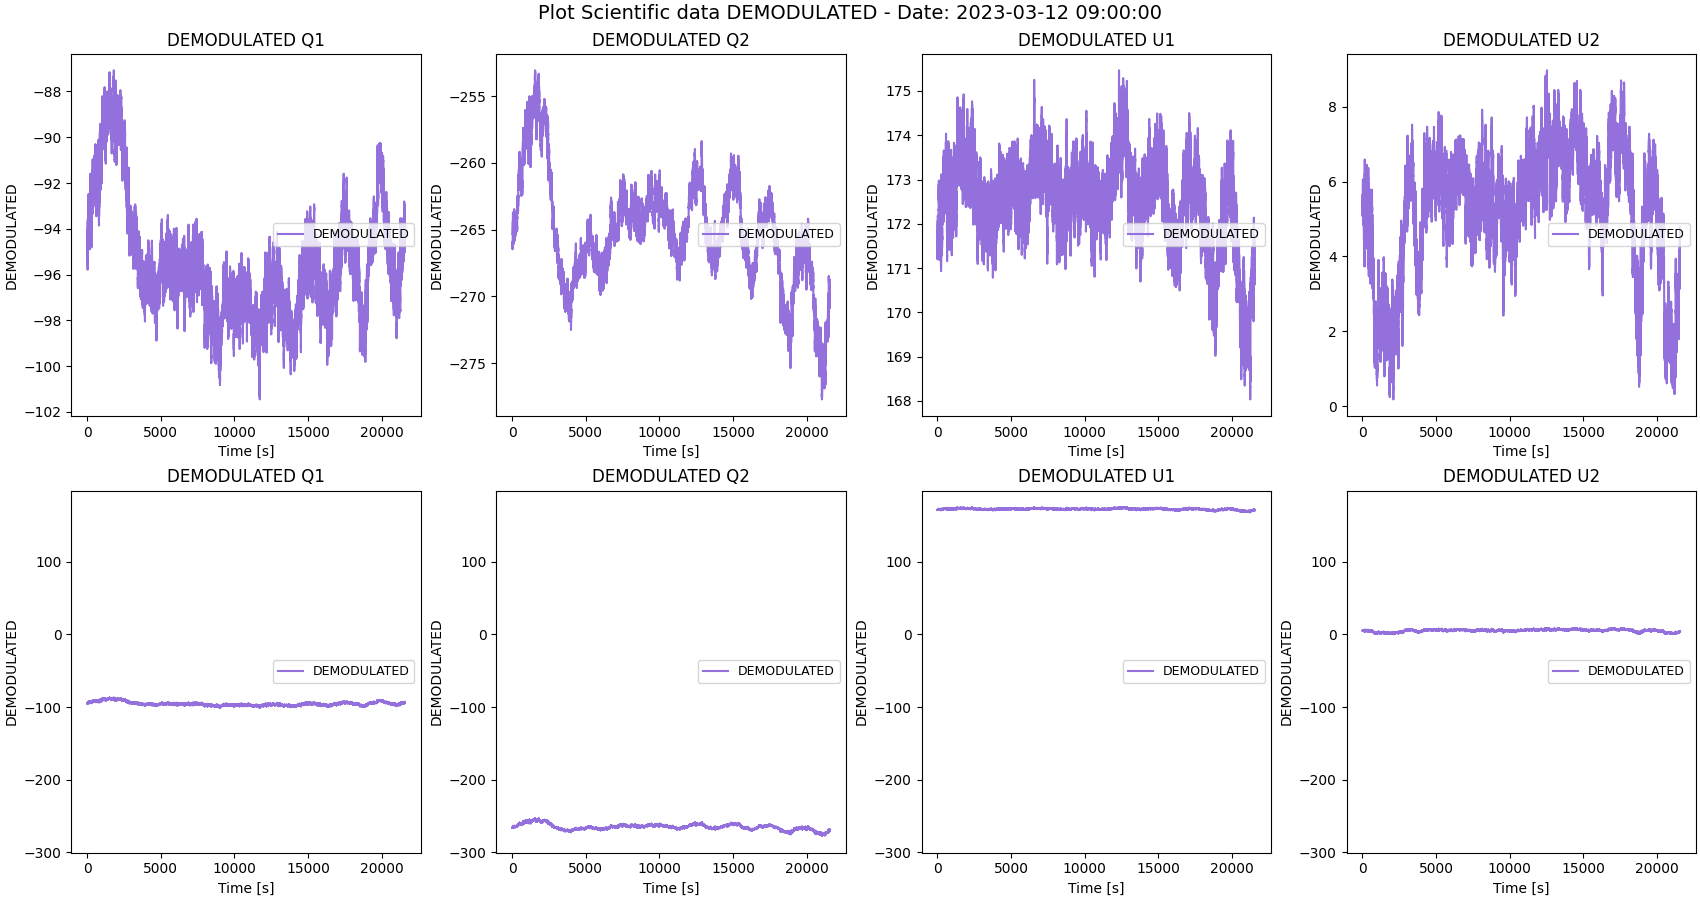 Plot Scientific data DEMODULATED - Date: 2023-03-12 09:00:00
DEMODULATED Q1
DEMODULATED
−88
−90
−92
−94
−96
−98
−100
−102
DEMODULATED
0 5000 10000 15000 20000
Time [s]
DEMODULATED Q2
DEMODULATED
−255
−260
−265
−270
−275
DEMODULATED
0 5000 10000 15000 20000
Time [s]
DEMODULATED U1
DEMODULATED
175
174
173
172
171
170
169
168
DEMODULATED
0 5000 10000 15000 20000
Time [s]
DEMODULATED U2
DEMODULATED
8
6
4
2
0
DEMODULATED
0 5000 10000 15000 20000
Time [s]
DEMODULATED Q1
DEMODULATED
100
0
−100
−200
−300
DEMODULATED
0 5000 10000 15000 20000
Time [s]
DEMODULATED Q2
DEMODULATED
100
0
−100
−200
−300
DEMODULATED
0 5000 10000 15000 20000
Time [s]
DEMODULATED U1
DEMODULATED
100
0
−100
−200
−300
DEMODULATED
0 5000 10000 15000 20000
Time [s]
DEMODULATED U2
DEMODULATED
100
0
−100
−200
−300
DEMODULATED
0 5000 10000 15000 20000
Time [s]